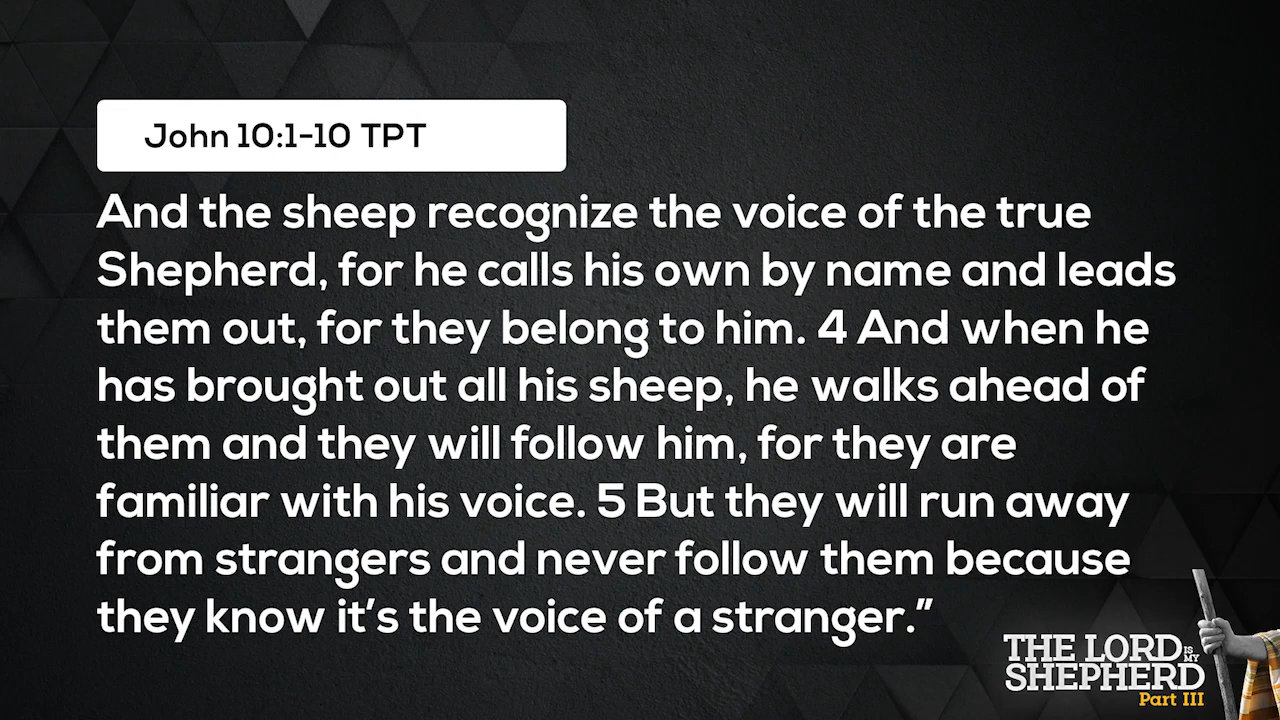 John 10:1-10 TPT
And the sheep recognize the voice of the true
Shepherd, for he calls his own by name and leads
them out, for they belong to him. 4 And when he
has brought out all his sheep, he walks ahead of
them and they will follow him, for they are
familiar with his voice. 5 But they will run away
from strangers and never follow them because
they know it’s the voice of a stranger.”
THE LORD IS MY
SHEPHERD
Part III